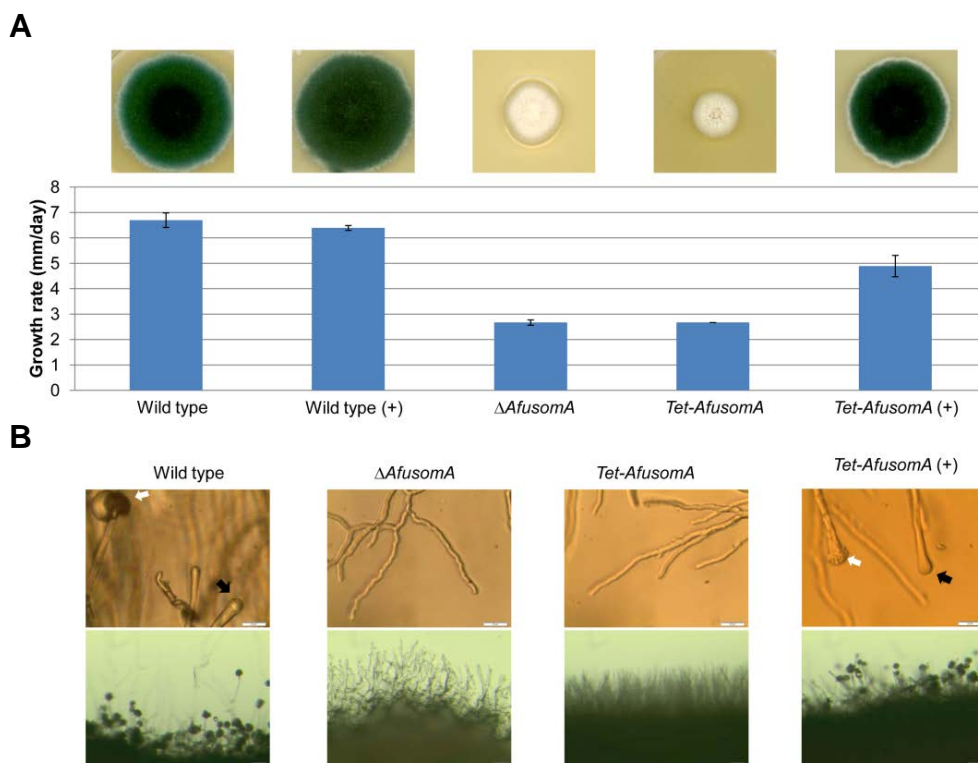 A
Growth rate (mm/day)
8
7
6
5
4
3
2
1
0
Wild type
Wild type (+)
ΔAfusomA
Tet-AfusomA
Tet-AfusomA (+)
B
Wild type
ΔAfusomA
Tet-AfusomA
Tet-AfusomA (+)